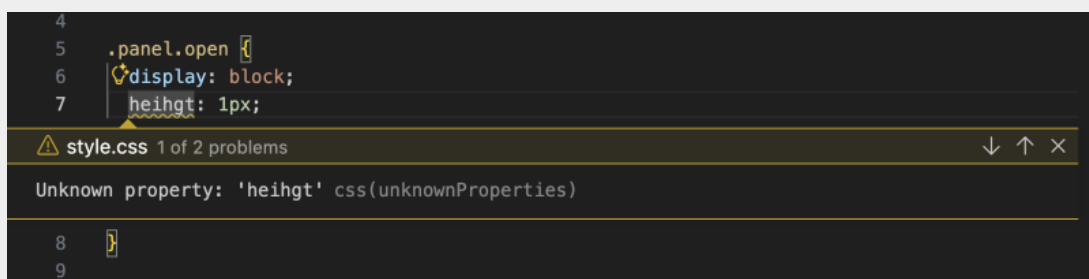 4
5 .panel.open {
6 display: block;
7 heihgt: 1px;
style.css 1 of 2 problems
Unknown property: 'heihgt' css(unknownProperties)
8 }
9